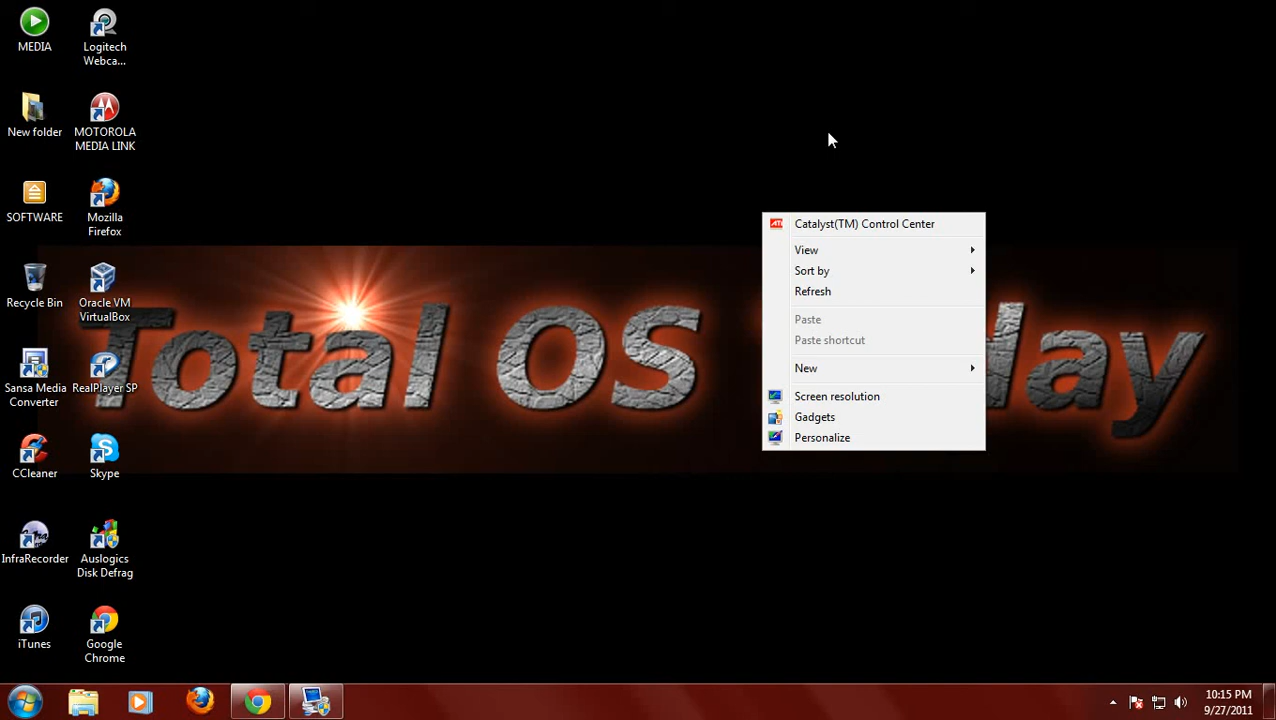 MEDIA
Logitech
Webca...
New folder
MOTOROLA
MEDIA LINK
SOFTWARE
Mozilla
Firefox
Recycle Bin
Oracle VM
VirtualBox
Sansa Media
Converter
RealPlayer SP
CCleaner
Skype
InfraRecorder
Auslogics
Disk Defrag
iTunes
Google
Chrome
Total OS day
ATI
Catalyst(TM) Control Center
View
Sort by
Refresh
Paste
Paste shortcut
New
Screen resolution
Gadgets
Personalize
10:15 PM
9/27/2011